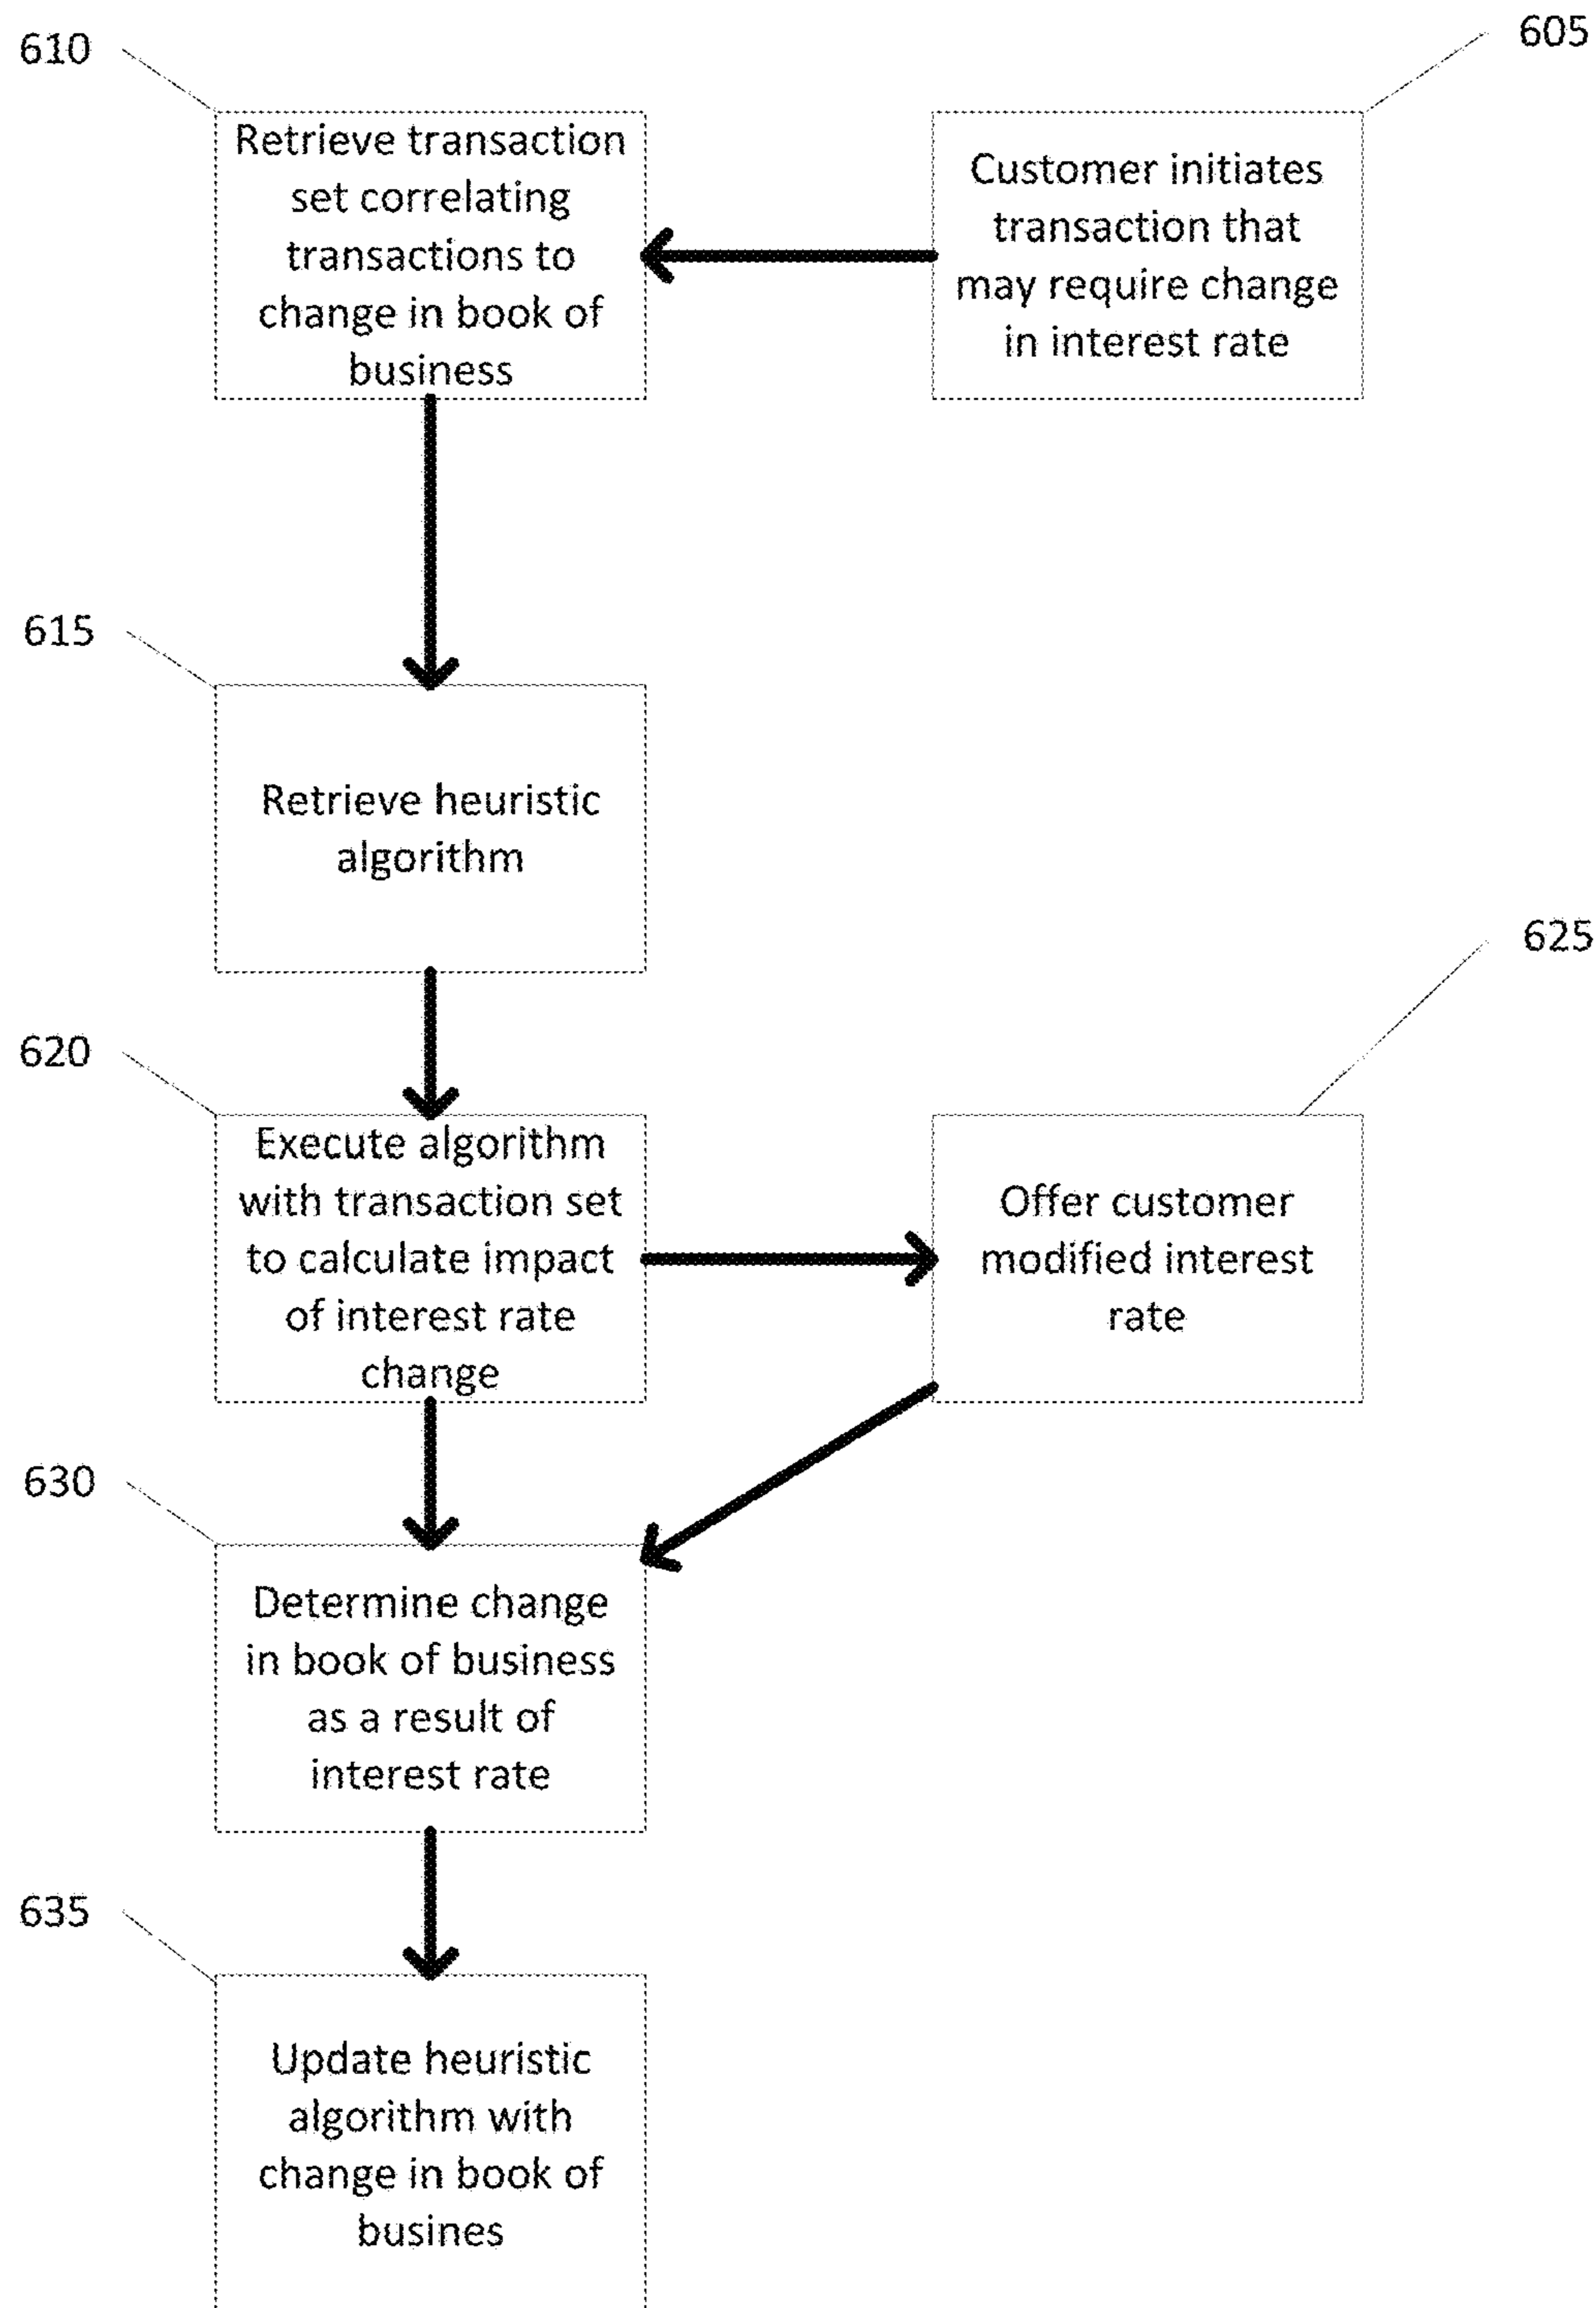 610
605
Retrieve transaction
set correlating
transactions to
change in book of
business
Customer initiates
transaction that
may require change
in interest rate
615
Retrieve heuristic
algorithm
625
620
Execute algorithm
with transaction set
to calculate impact
of interest rate
change
Offer customer
modified interest
rate
630
Determine change
in book of business
as a result of
interest rate
635
Update heuristic
algorithm with
change in book of
busines